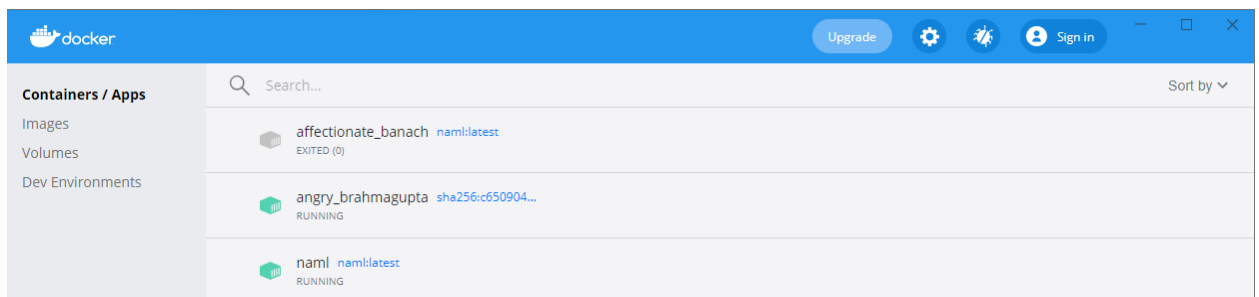 docker
Upgrade
Sign in
Containers / Apps
Images
Volumes
Dev Environments
Search...
Sort by
affectionate_banach naml:latest
EXITED (0)
angry_brahmagupta sha256:c650904...
RUNNING
naml naml:latest
RUNNING